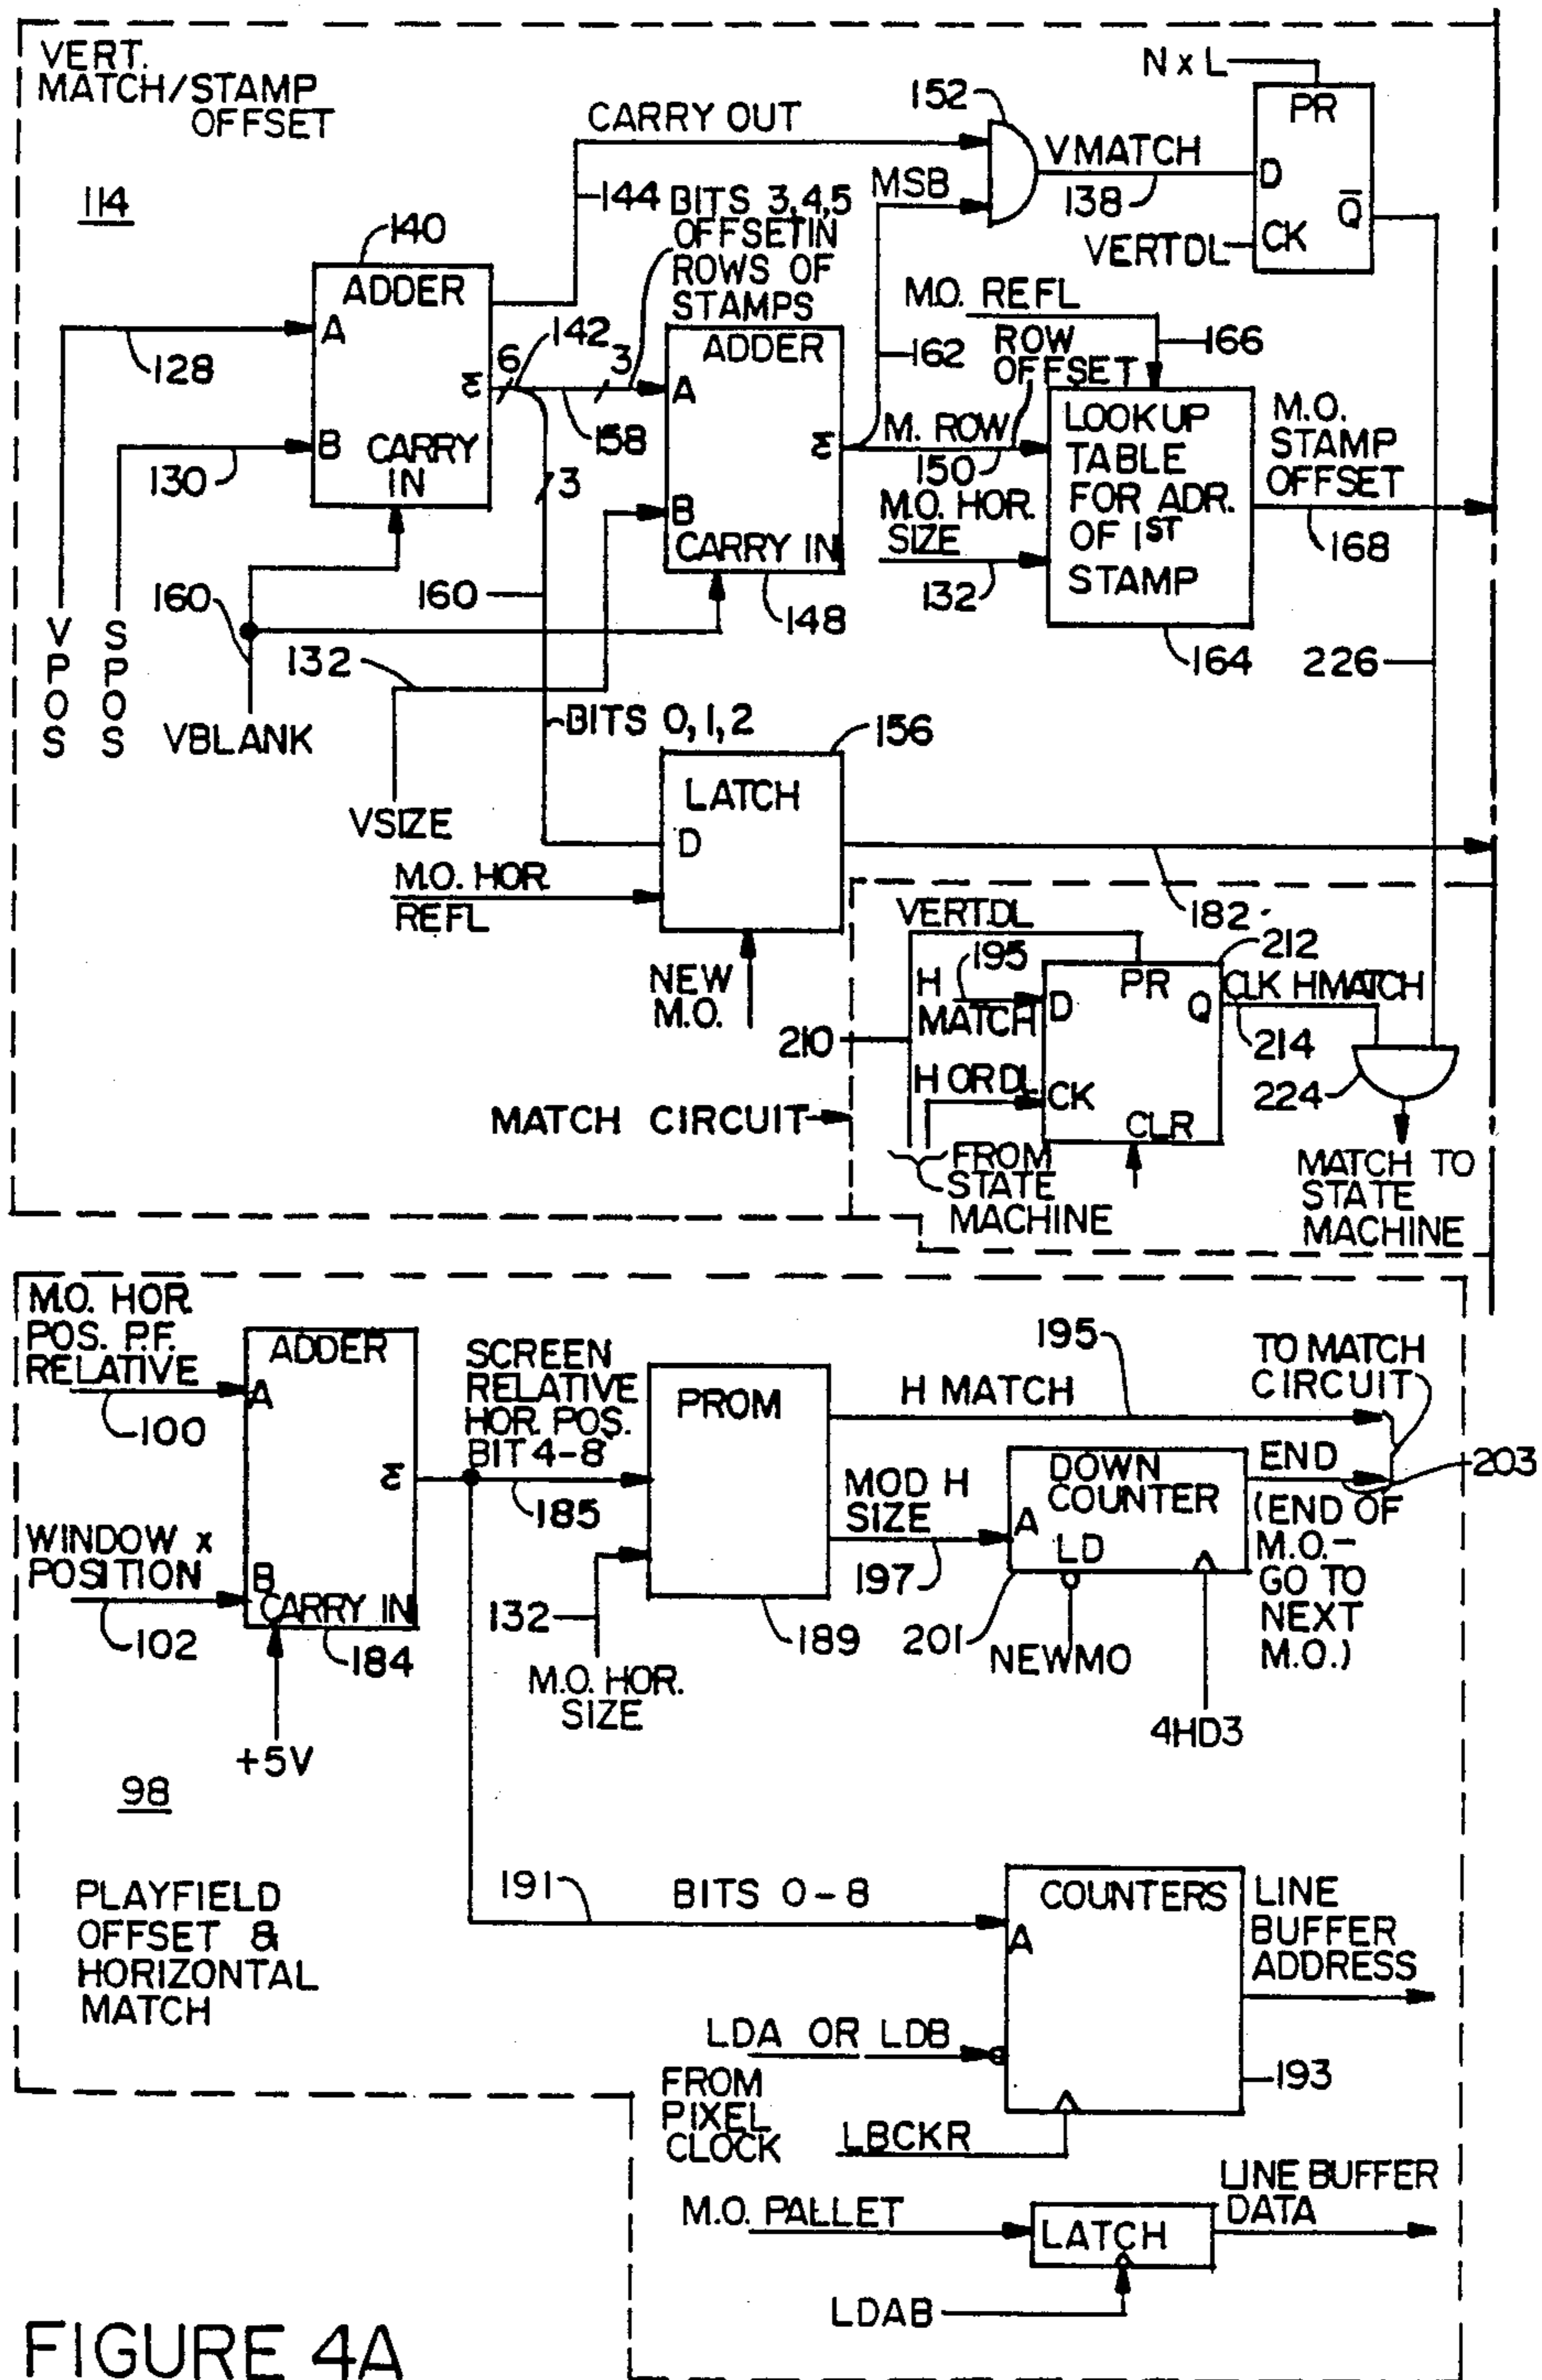 VERT.
MATCH/STAMP
OFFSET
114
CARRY OUT
144
152
N x L
PR
D
Q̅
CK
VMATCH
138
VERTDL
MSB
BITS 3,4,5
OFFSETIN
ROWS OF
STAMPS
140
ADDER
A
B
CARRY
IN
Σ
6
142
3
158
3
128
130
160
VPOS
SPOS
VBLANK
160
132
VSIZE
BITS 0,1,2
ADDER
A
B
Σ
CARRY IN
148
162
M.O. REFL
166
ROW
OFFSET
M. ROW
150
M.O. HOR.
SIZE
132
LOOKUP
TABLE
FOR ADR.
OF 1ST
STAMP
164
M.O.
STAMP
OFFSET
168
226
156
LATCH
D
M.O. HOR
REFL
NEW
M.O.
182
VERT.DL
195
H
MATCH
210
HORDL
212
PR
D
Q
CK
CLR
CLK HMATCH
214
224
MATCH CIRCUIT
FROM
STATE
MACHINE
MATCH TO
STATE
MACHINE
M.O. HOR.
POS. P.F.
RELATIVE
100
WINDOW x
POSITION
102
ADDER
A
B
Σ
CARRY IN
184
+5V
98
SCREEN
RELATIVE
HOR. POS.
BIT 4-8
185
132
M.O. HOR.
SIZE
PROM
189
195
H MATCH
TO MATCH
CIRCUIT
MOD H
SIZE
197
DOWN
COUNTER
A
LD
201
NEWMO
4HD3
END
203
(END OF
M.O.-
GO TO
NEXT
M.O.)
PLAYFIELD
OFFSET &
HORIZONTAL
MATCH
191
BITS 0-8
COUNTERS
A
LINE
BUFFER
ADDRESS
193
LDA OR LDB
FROM
PIXEL
CLOCK
LBCKR
M.O. PALLET
LATCH
LINE BUFFER
DATA
LDAB
FIGURE 4A